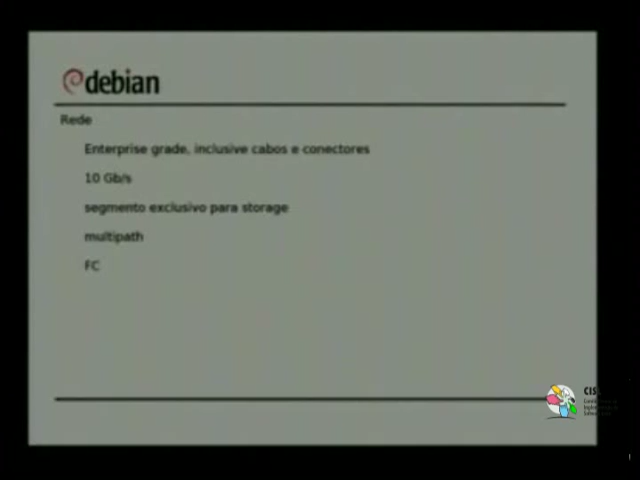 debian
Rede
Enterprise grade, inclusive cabos e conectores
10 Gb/s
segmento exclusivo para storage
multipath
FC